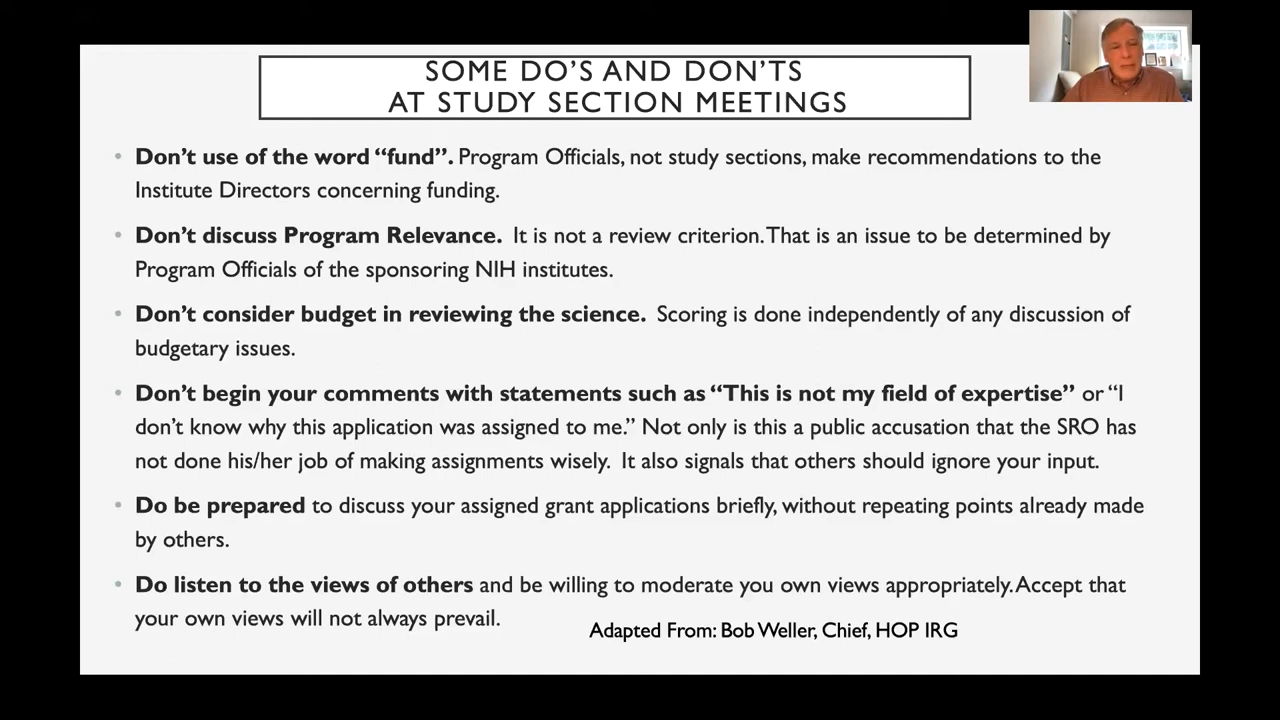 SOME DO'S AND DON'TS
AT STUDY SECTION MEETINGS
• Don't use of the word “fund”. Program Officials, not study sections, make recommendations to the
Institute Directors concerning funding.
• Don't discuss Program Relevance. It is not a review criterion. That is an issue to be determined by
Program Officials of the sponsoring NIH institutes.
• Don't consider budget in reviewing the science. Scoring is done independently of any discussion of
budgetary issues.
• Don't begin your comments with statements such as “This is not my field of expertise” or “I
don't know why this application was assigned to me.” Not only is this a public accusation that the SRO has
not done his/her job of making assignments wisely. It also signals that others should ignore your input.
• Do be prepared to discuss your assigned grant applications briefly, without repeating points already made
by others.
• Do listen to the views of others and be willing to moderate you own views appropriately. Accept that
your own views will not always prevail.
Adapted From: Bob Weller, Chief, HOP IRG